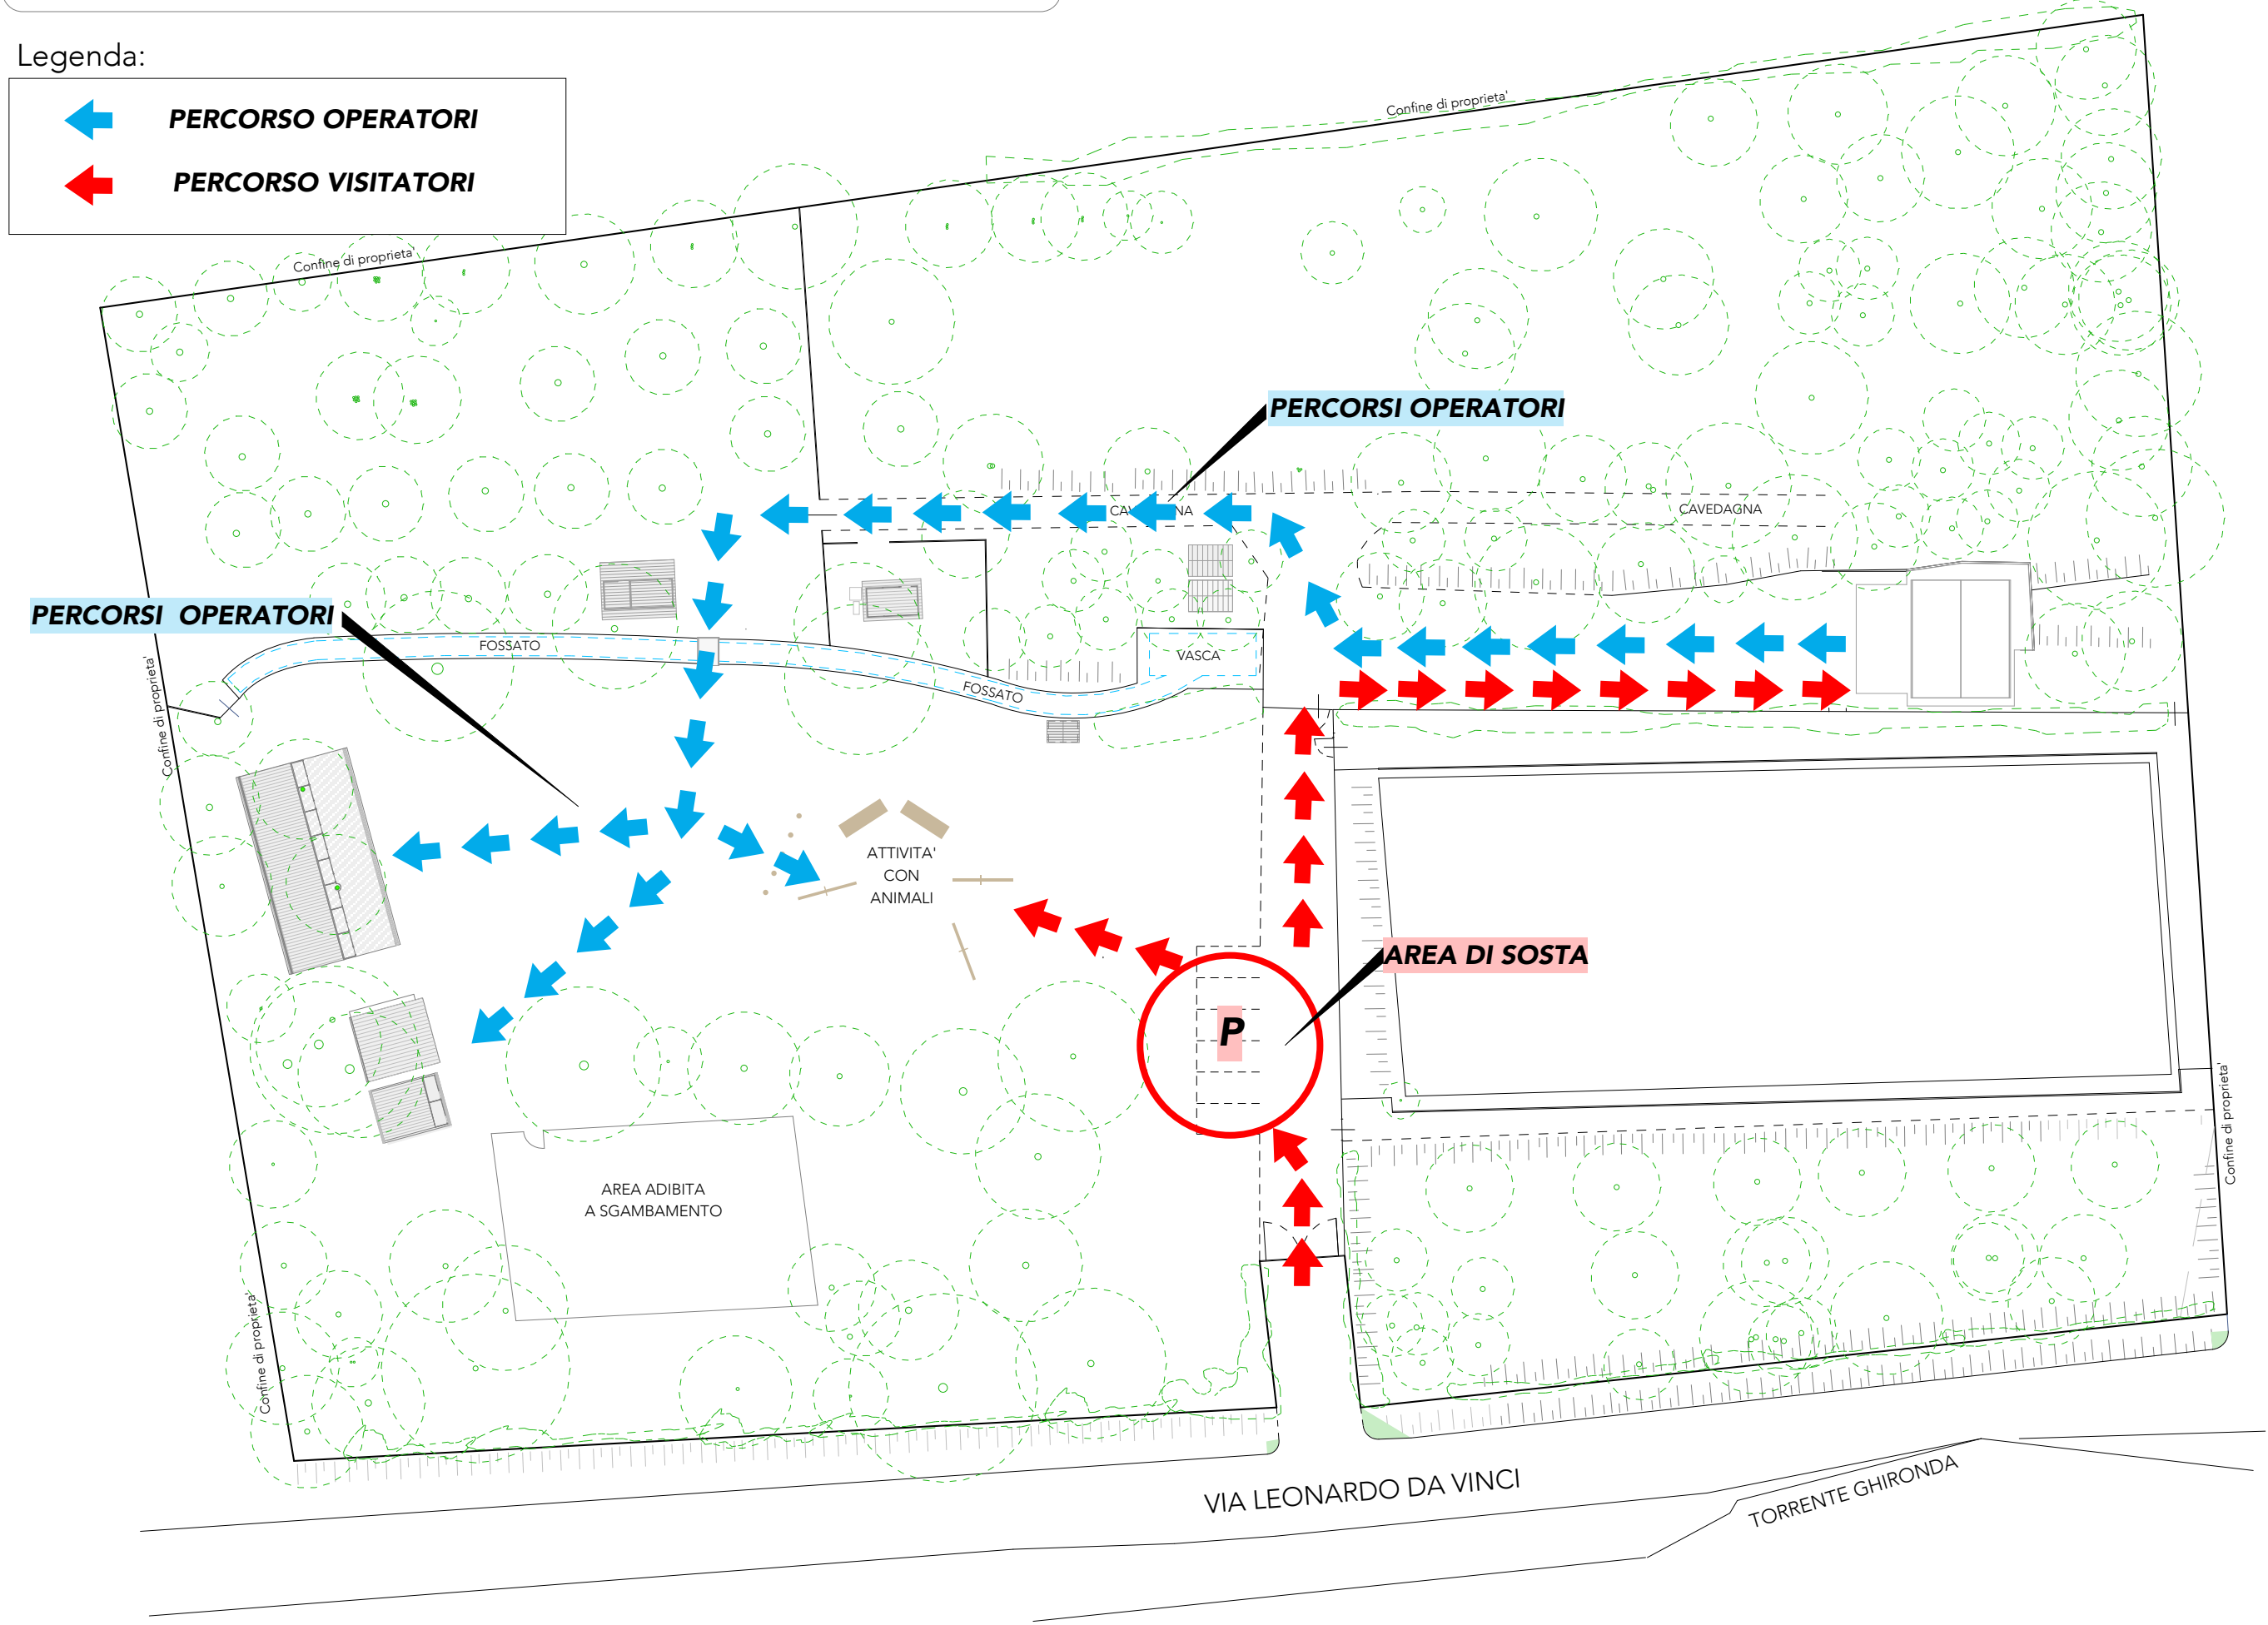 Legenda:
PERCORSO OPERATORI
PERCORSO VISITATORI
Confine di proprieta'
Confine di proprieta'
PERCORSI OPERATORI
CAVEDAGNA
CAVEDAGNA
PERCORSI OPERATORI
FOSSATO
VASCA
FOSSATO
Confine di proprieta'
ATTIVITA'
CON
ANIMALI
AREA DI SOSTA
P
Confine di proprieta'
AREA ADIBITA
A SGAMBAMENTO
Confine di proprieta'
VIA LEONARDO DA VINCI
TORRENTE GHIRONDA